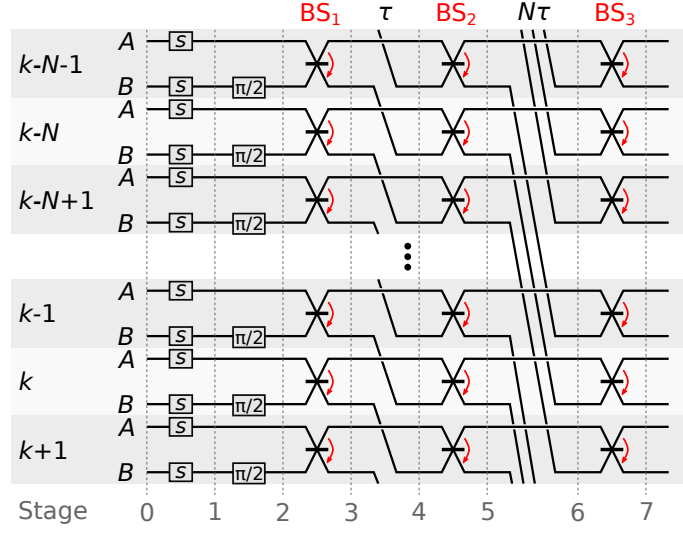 BS₁ τ BS₂ Nτ BS₃
A s
k-N-1
B s π/2
A s
k-N
B s π/2
A s
k-N+1
B s π/2
A s
k-1
B s π/2
A s
k
B s π/2
A s
k+1
B s π/2
Stage 0 1 2 3 4 5 6 7